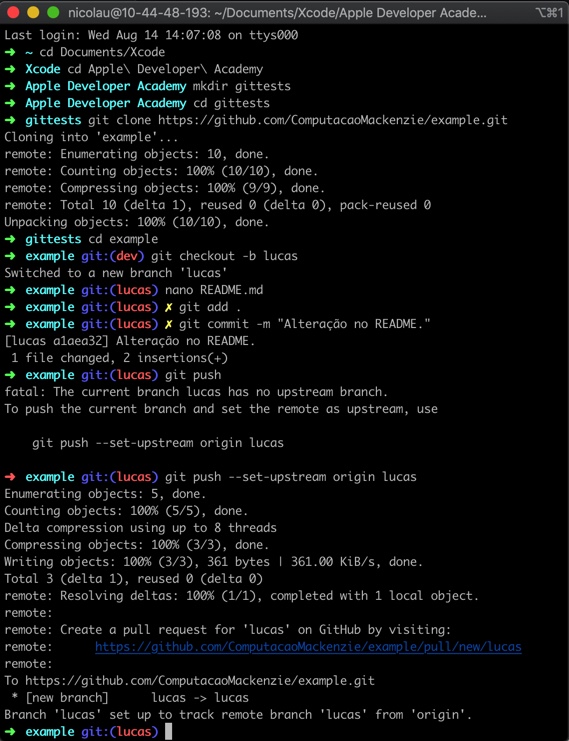 nicolau@10-44-48-193: ~/Documents/Xcode/Apple Developer Acade... ⌥⌘1
Last login: Wed Aug 14 14:07:08 on ttys000
➜ ~ cd Documents/Xcode
➜ Xcode cd Apple\ Developer\ Academy
➜ Apple Developer Academy mkdir gittests
➜ Apple Developer Academy cd gittests
➜ gittests git clone https://github.com/ComputacaoMackenzie/example.git
Cloning into 'example'...
remote: Enumerating objects: 10, done.
remote: Counting objects: 100% (10/10), done.
remote: Compressing objects: 100% (9/9), done.
remote: Total 10 (delta 1), reused 0 (delta 0), pack-reused 0
Unpacking objects: 100% (10/10), done.
➜ gittests cd example
➜ example git:(dev) git checkout -b lucas
Switched to a new branch 'lucas'
➜ example git:(lucas) nano README.md
➜ example git:(lucas) ✗ git add .
➜ example git:(lucas) ✗ git commit -m "Alteração no README."
[lucas a1aea32] Alteração no README.
 1 file changed, 2 insertions(+)
➜ example git:(lucas) git push
fatal: The current branch lucas has no upstream branch.
To push the current branch and set the remote as upstream, use
    git push --set-upstream origin lucas
➜ example git:(lucas) git push --set-upstream origin lucas
Enumerating objects: 5, done.
Counting objects: 100% (5/5), done.
Delta compression using up to 8 threads
Compressing objects: 100% (3/3), done.
Writing objects: 100% (3/3), 361 bytes | 361.00 KiB/s, done.
Total 3 (delta 1), reused 0 (delta 0)
remote: Resolving deltas: 100% (1/1), completed with 1 local object.
remote:
remote: Create a pull request for 'lucas' on GitHub by visiting:
remote:      https://github.com/ComputacaoMackenzie/example/pull/new/lucas
remote:
To https://github.com/ComputacaoMackenzie/example.git
 * [new branch]      lucas -> lucas
Branch 'lucas' set up to track remote branch 'lucas' from 'origin'.
➜ example git:(lucas)